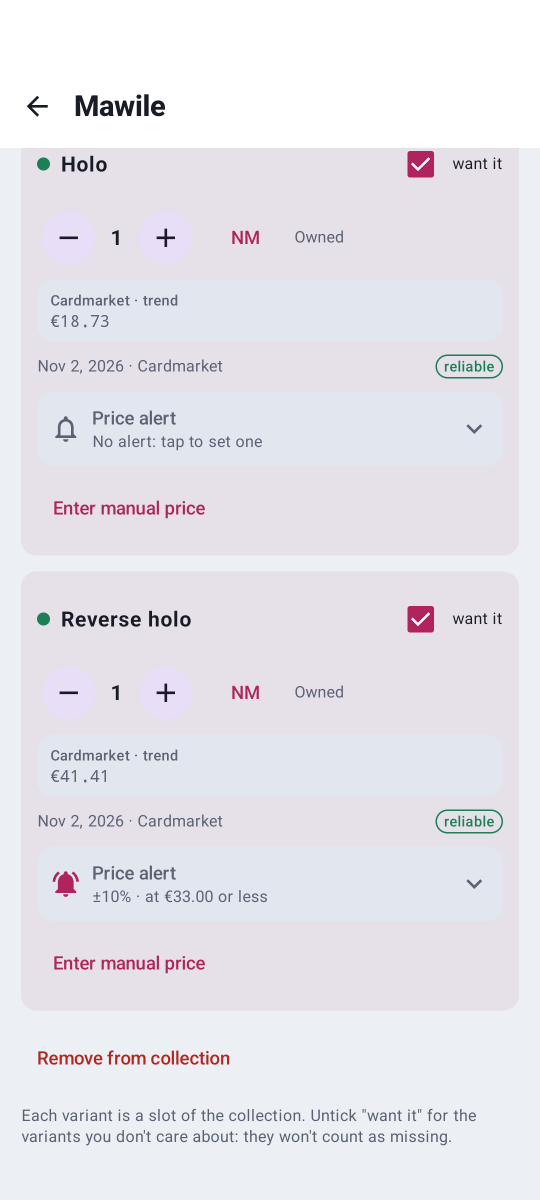 Mawile
Holo
want it
1
NM
Owned
Cardmarket · trend
€18.73
Nov 2, 2026 · Cardmarket
reliable
Price alert
No alert: tap to set one
Enter manual price
Reverse holo
want it
1
NM
Owned
Cardmarket · trend
€41.41
Nov 2, 2026 · Cardmarket
reliable
Price alert
±10% · at €33.00 or less
Enter manual price
Remove from collection
Each variant is a slot of the collection. Untick "want it" for the
variants you don't care about: they won't count as missing.